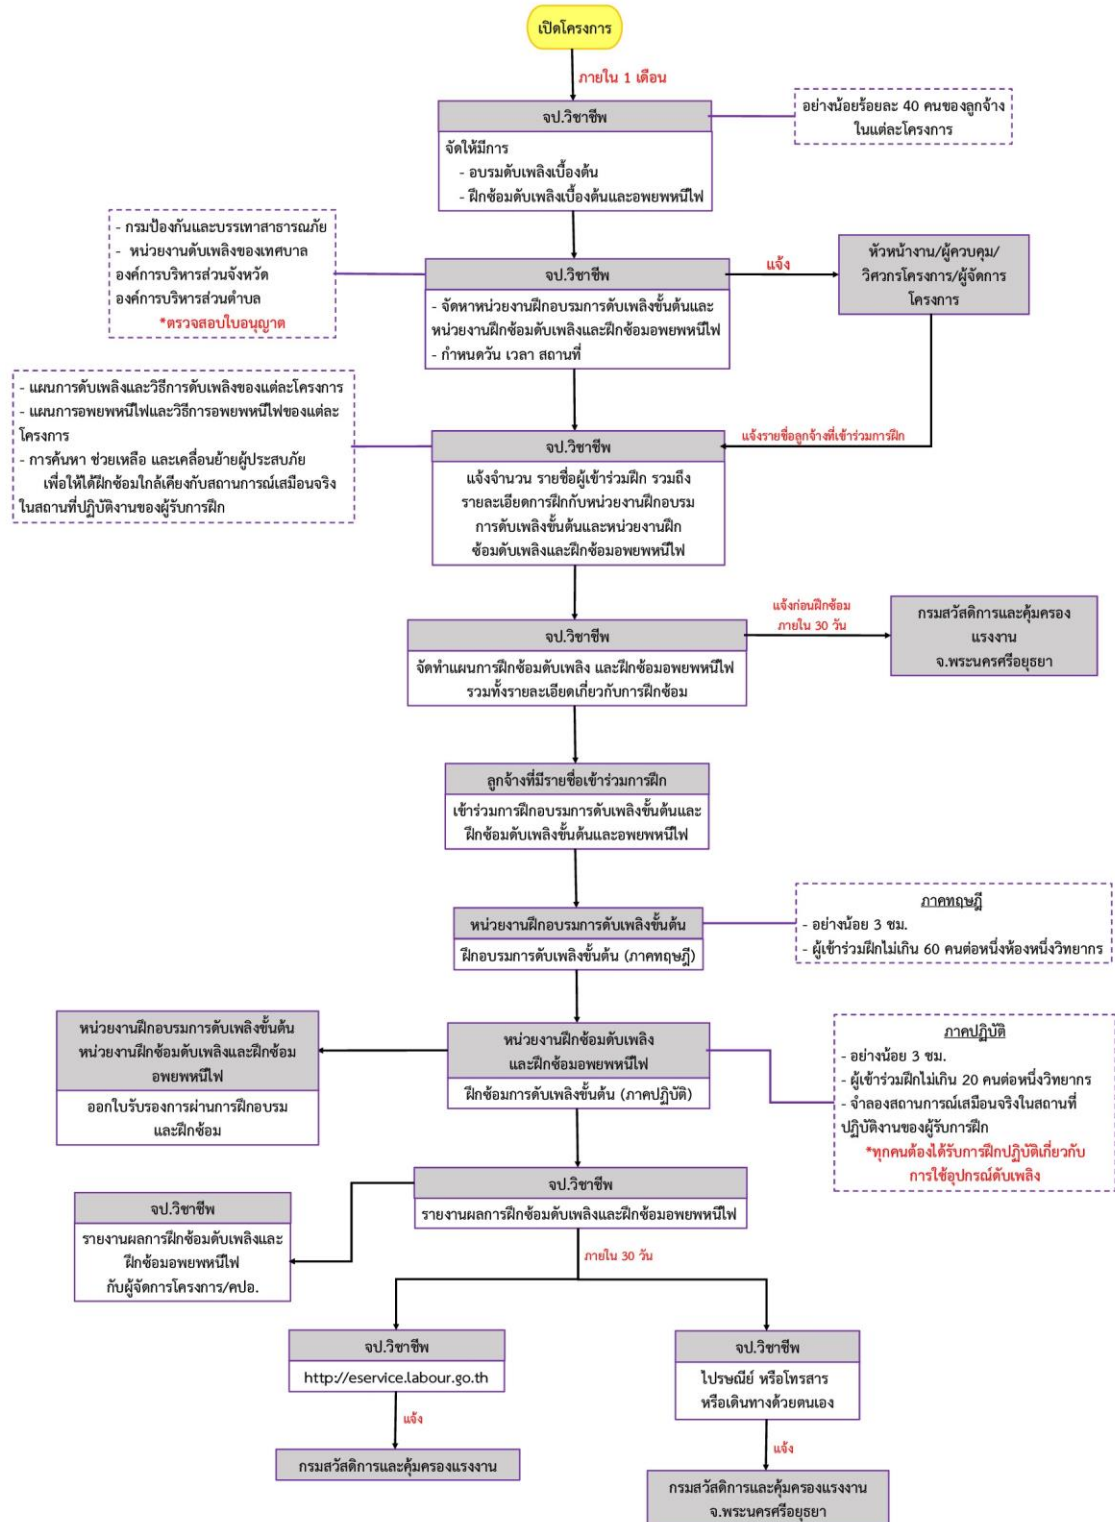 เปิดโครงการ
ภายใน 1 เดือน
จป.วิชาชีพ
จัดให้มีการ
- อบรมดับเพลิงเบื้องต้น
- ฝึกซ้อมดับเพลิงเบื้องต้นและอพยพหนีไฟ
อย่างน้อยร้อยละ 40 คนของลูกจ้าง
ในแต่ละโครงการ
- กรมป้องกันและบรรเทาสาธารณภัย
- หน่วยงานดับเพลิงของเทศบาล
องค์การบริหารส่วนจังหวัด
องค์การบริหารส่วนตำบล
*ตรวจสอบใบอนุญาต
จป.วิชาชีพ
- จัดหาหน่วยงานฝึกอบรมการดับเพลิงขั้นต้นและ
หน่วยงานฝึกซ้อมดับเพลิงและฝึกซ้อมอพยพหนีไฟ
- กำหนดวัน เวลา สถานที่
แจ้ง
หัวหน้างาน/ผู้ควบคุม/
วิศวกรโครงการ/ผู้จัดการ
โครงการ
- แผนการดับเพลิงและวิธีการดับเพลิงของแต่ละโครงการ
- แผนการอพยพหนีไฟและวิธีการอพยพหนีไฟของแต่ละ
โครงการ
- การค้นหา ช่วยเหลือ และเคลื่อนย้ายผู้ประสบภัย
เพื่อให้ได้ฝึกซ้อมใกล้เคียงกับสถานการณ์เสมือนจริง
ในสถานที่ปฏิบัติงานของผู้รับการฝึก
แจ้งรายชื่อลูกจ้างที่เข้าร่วมการฝึก
จป.วิชาชีพ
แจ้งจำนวน รายชื่อผู้เข้าร่วมฝึก รวมถึง
รายละเอียดการฝึกกับหน่วยงานฝึกอบรม
การดับเพลิงขั้นต้นและหน่วยงานฝึก
ซ้อมดับเพลิงและฝึกซ้อมอพยพหนีไฟ
จป.วิชาชีพ
จัดทำแผนการฝึกซ้อมดับเพลิง และฝึกซ้อมอพยพหนีไฟ
รวมทั้งรายละเอียดเกี่ยวกับการฝึกซ้อม
แจ้งก่อนฝึกซ้อม
ภายใน 30 วัน
กรมสวัสดิการและคุ้มครอง
แรงงาน
จ.พระนครศรีอยุธยา
ลูกจ้างที่มีรายชื่อเข้าร่วมการฝึก
เข้าร่วมการฝึกอบรมการดับเพลิงขั้นต้นและ
ฝึกซ้อมดับเพลิงขั้นต้นและอพยพหนีไฟ
หน่วยงานฝึกอบรมการดับเพลิงขั้นต้น
ฝึกอบรมการดับเพลิงขั้นต้น (ภาคทฤษฎี)
ภาคทฤษฎี
- อย่างน้อย 3 ชม.
- ผู้เข้าร่วมฝึกไม่เกิน 60 คนต่อหนึ่งห้องหนึ่งวิทยากร
หน่วยงานฝึกอบรมการดับเพลิงขั้นต้น
หน่วยงานฝึกซ้อมดับเพลิงและฝึกซ้อม
อพยพหนีไฟ
ออกใบรับรองการผ่านการฝึกอบรม
และฝึกซ้อม
หน่วยงานฝึกซ้อมดับเพลิง
และฝึกซ้อมอพยพหนีไฟ
ฝึกซ้อมการดับเพลิงขั้นต้น (ภาคปฏิบัติ)
ภาคปฏิบัติ
- อย่างน้อย 3 ชม.
- ผู้เข้าร่วมฝึกไม่เกิน 20 คนต่อหนึ่งวิทยากร
- จำลองสถานการณ์เสมือนจริงในสถานที่
ปฏิบัติงานของผู้รับการฝึก
*ทุกคนต้องได้รับการฝึกปฏิบัติเกี่ยวกับ
การใช้อุปกรณ์ดับเพลิง
จป.วิชาชีพ
รายงานผลการฝึกซ้อมดับเพลิงและฝึกซ้อมอพยพหนีไฟ
จป.วิชาชีพ
รายงานผลการฝึกซ้อมดับเพลิงและ
ฝึกซ้อมอพยพหนีไฟ
กับผู้จัดการโครงการ/คปอ.
ภายใน 30 วัน
จป.วิชาชีพ
http://eservice.labour.go.th
แจ้ง
กรมสวัสดิการและคุ้มครองแรงงาน
จป.วิชาชีพ
ไปรษณีย์ หรือโทรสาร
หรือเดินทางด้วยตนเอง
แจ้ง
กรมสวัสดิการและคุ้มครองแรงงาน
จ.พระนครศรีอยุธยา